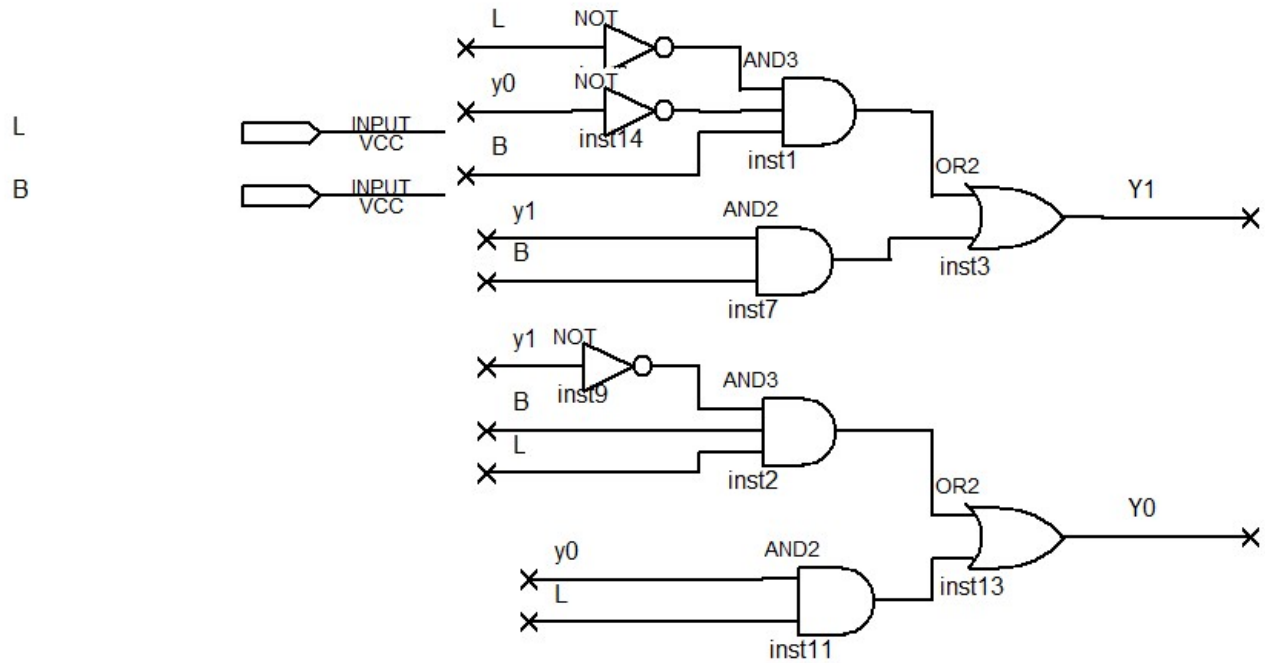 L
INPUT
VCC
B
INPUT
VCC
L
NOT
y0
NOT
inst14
B
AND3
inst1
y1
B
AND2
inst7
OR2
inst3
Y1
y1
NOT
inst9
B
L
AND3
inst2
y0
L
AND2
inst11
OR2
inst13
Y0